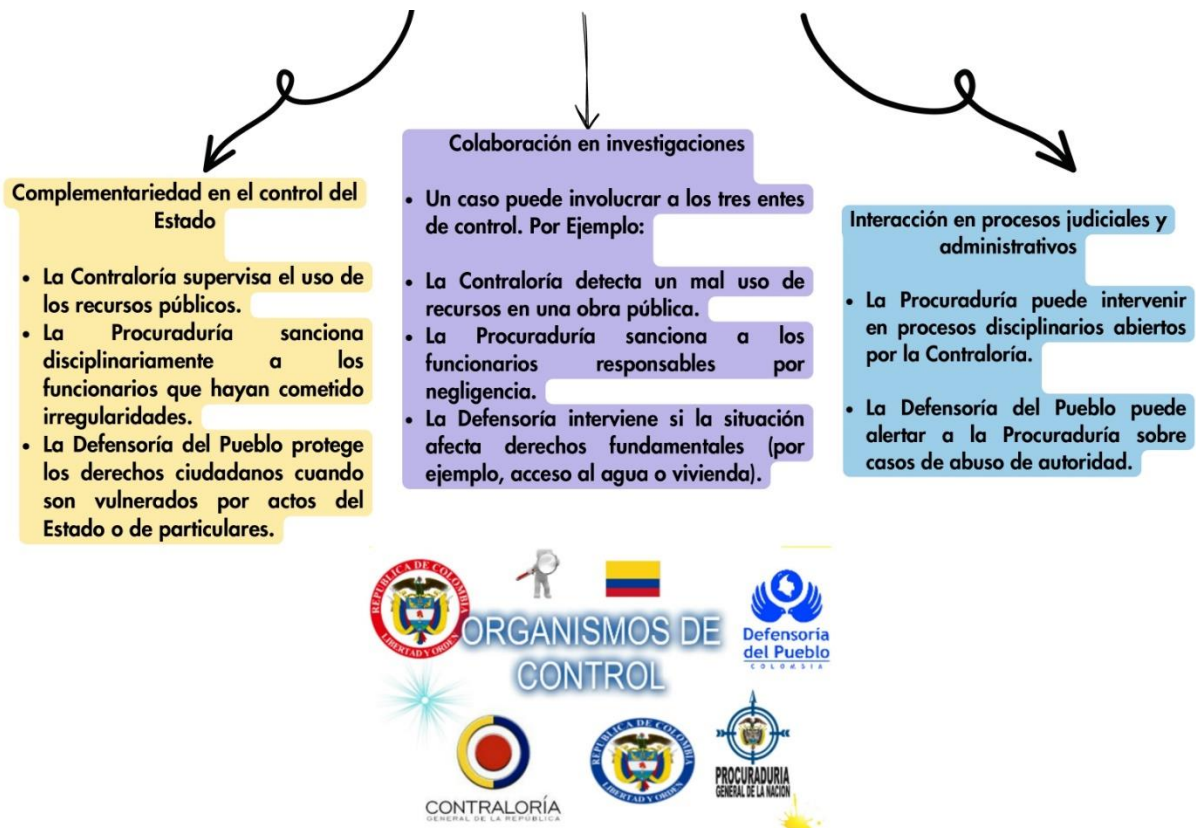 Complementariedad en el control del
Estado
• La Contraloría supervisa el uso de
los recursos públicos.
• La Procuraduría sanciona
disciplinariamente a los
funcionarios que hayan cometido
irregularidades.
• La Defensoría del Pueblo protege
los derechos ciudadanos cuando
son vulnerados por actos del
Estado o de particulares.
Colaboración en investigaciones
• Un caso puede involucrar a los tres entes
de control. Por Ejemplo:
• La Contraloría detecta un mal uso de
recursos en una obra pública.
• La Procuraduría sanciona a los
funcionarios responsables por
negligencia.
• La Defensoría interviene si la situación
afecta derechos fundamentales (por
ejemplo, acceso al agua o vivienda).
Interacción en procesos judiciales y
administrativos
• La Procuraduría puede intervenir
en procesos disciplinarios abiertos
por la Contraloría.
• La Defensoría del Pueblo puede
alertar a la Procuraduría sobre
casos de abuso de autoridad.
REPUBLICA DE COLOMBIA
LIBERTAD Y ORDEN
ORGANISMOS DE
CONTROL
Defensoría
del Pueblo
COLOMBIA
CONTRALORÍA
GENERAL DE LA REPÚBLICA
REPUBLICA DE COLOMBIA
LIBERTAD Y ORDEN
PROCURADURIA
GENERAL DE LA NACION